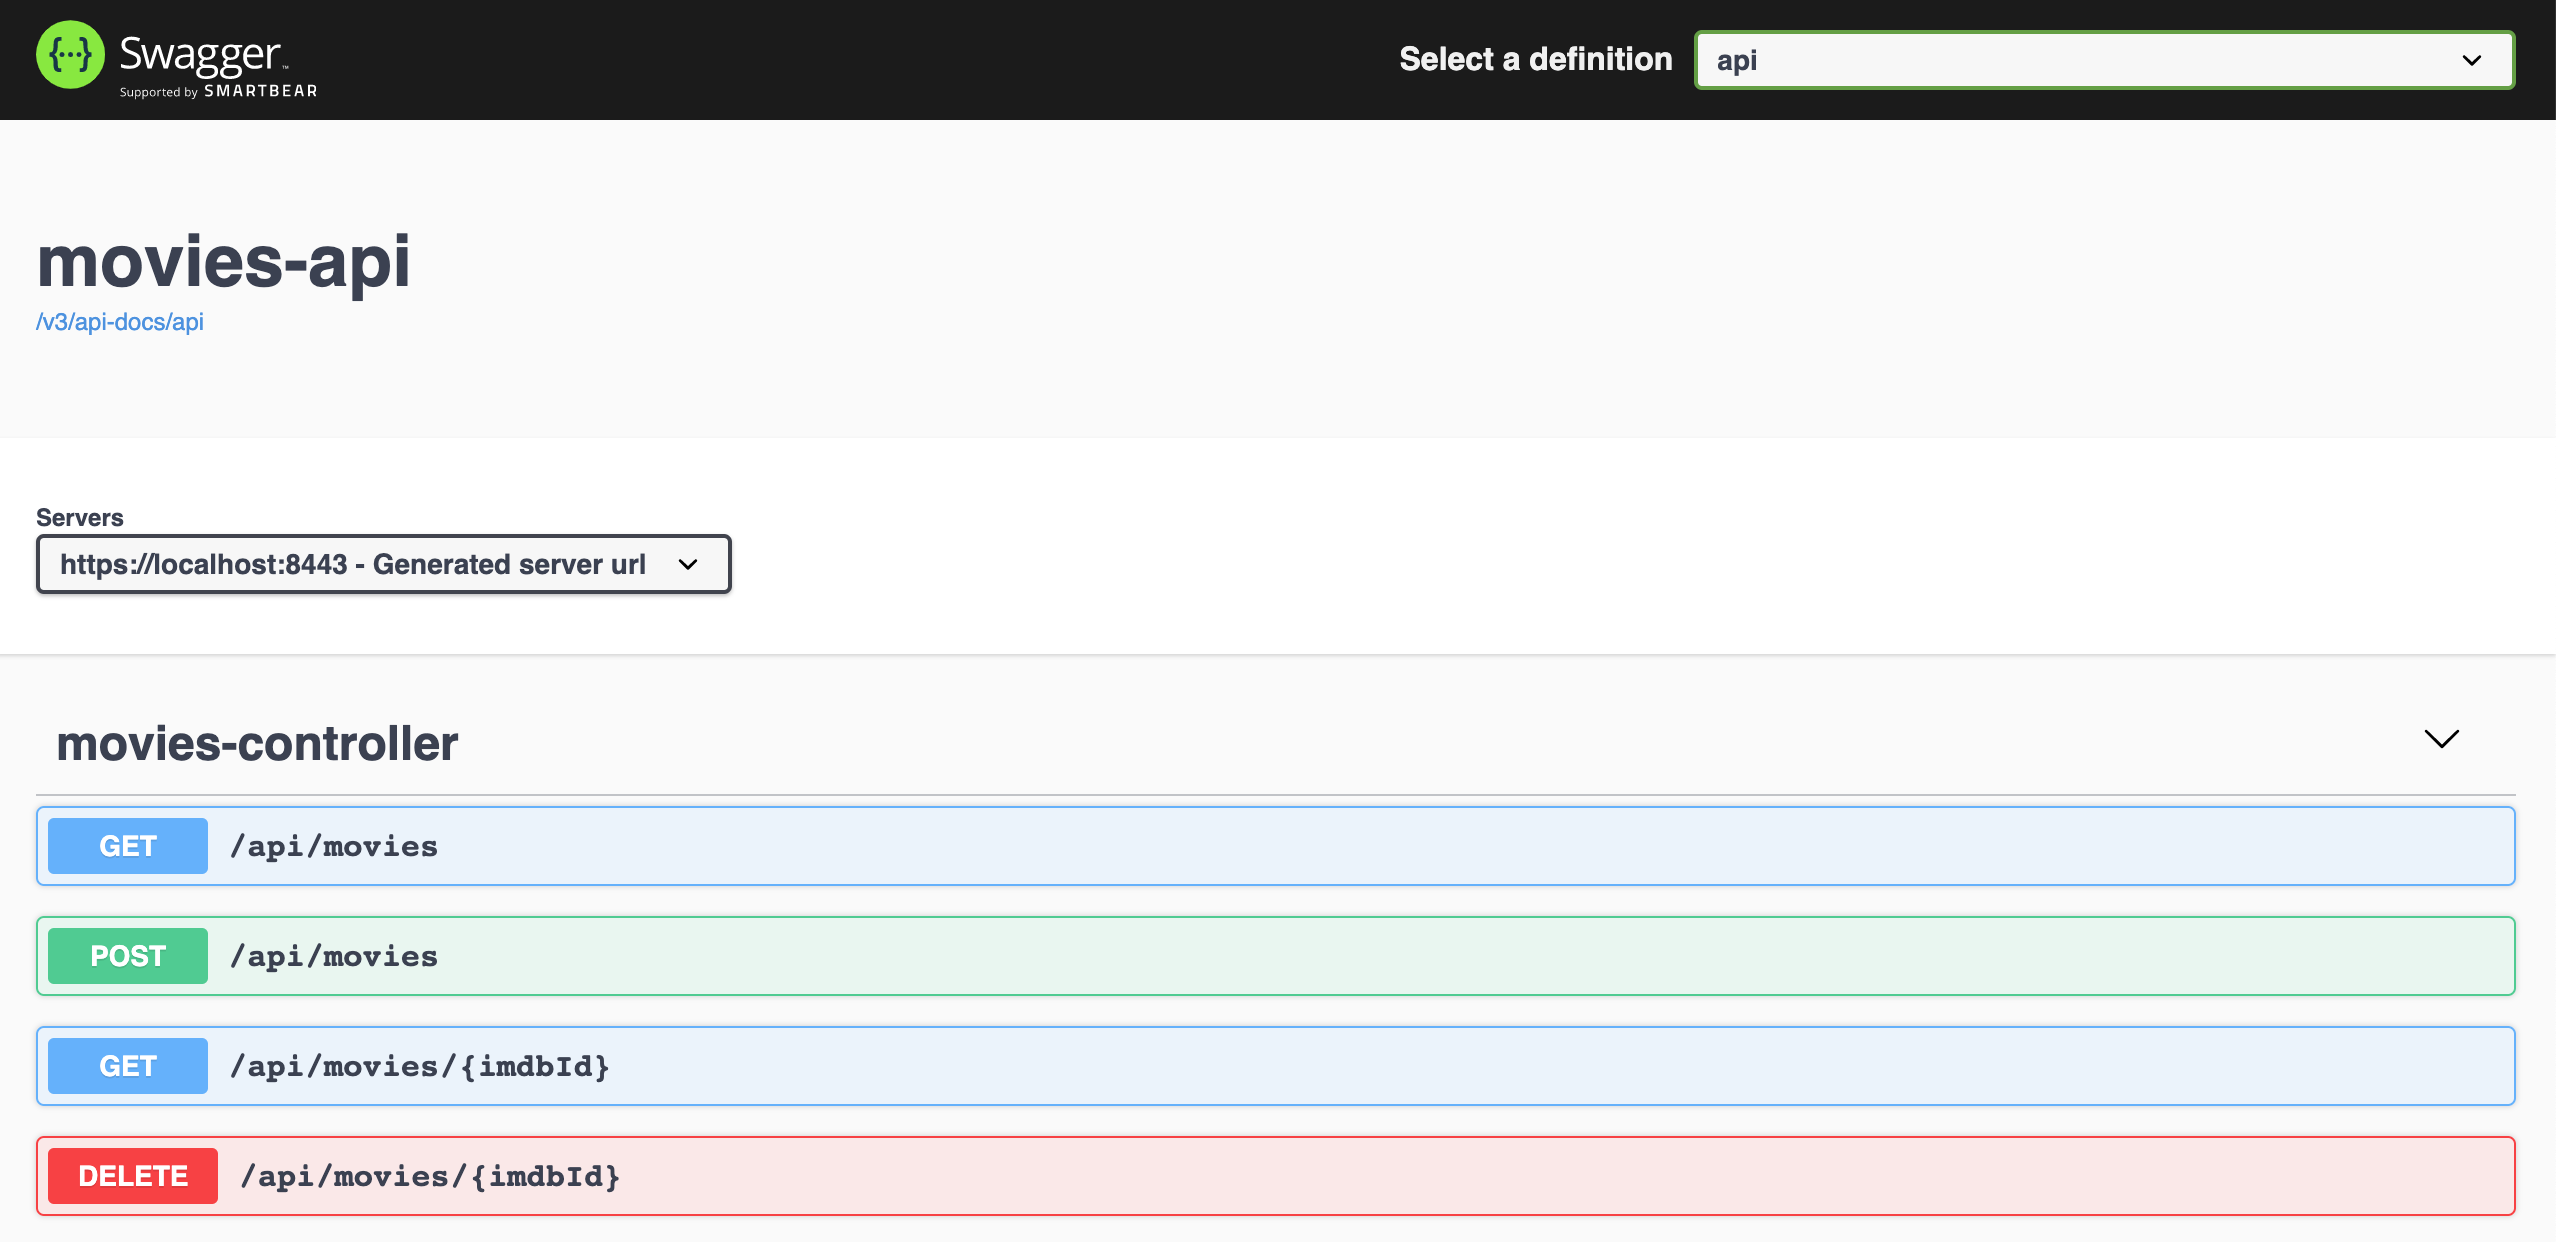 {···} Swagger™
Supported by SMARTBEAR
Select a definition
api
movies-api
/v3/api-docs/api
Servers
https://localhost:8443 - Generated server url
movies-controller
GET /api/movies
POST /api/movies
GET /api/movies/{imdbId}
DELETE /api/movies/{imdbId}